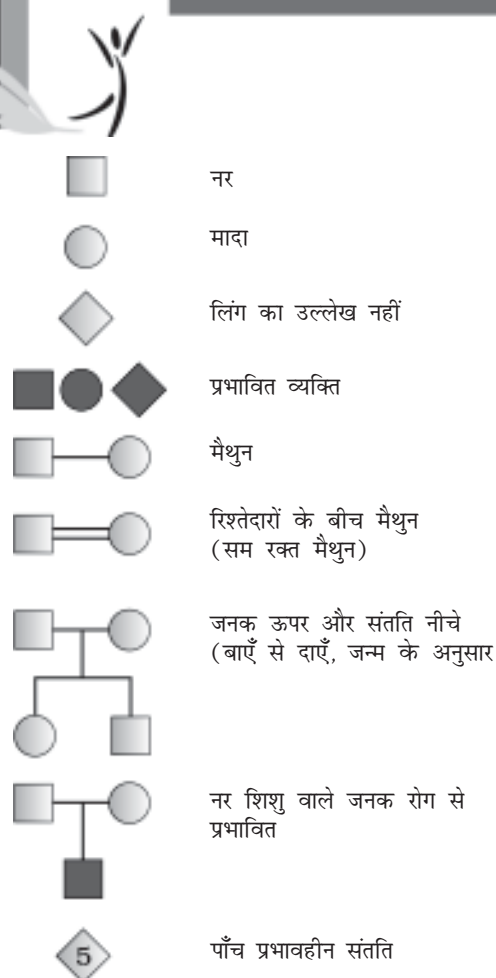 नर
मादा
लिंग का उल्लेख नहीं
प्रभावित व्यक्ति
मैथुन
रिश्तेदारों के बीच मैथुन
(सम रक्त मैथुन)
जनक ऊपर और संतति नीचे
(बाएँ से दाएँ, जन्म के अनुसार
नर शिशु वाले जनक रोग से
प्रभावित
5 पाँच प्रभावहीन संतति